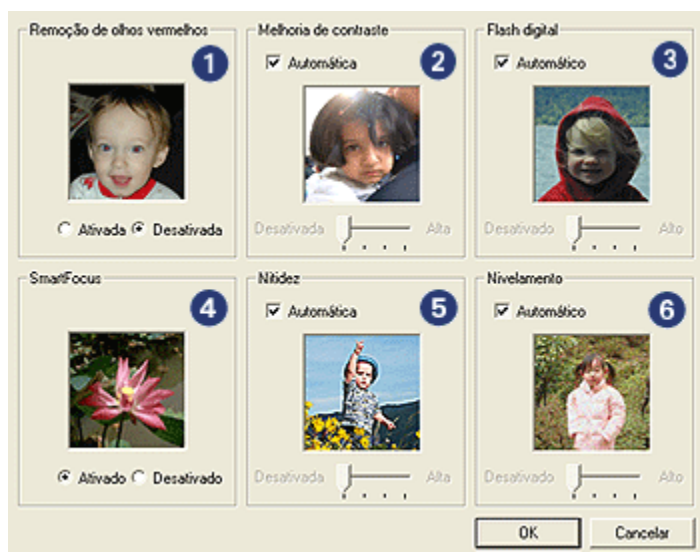 Remoção de olhos vermelhos
1
Ativada Desativada
Melhoria de contraste
2
Automática
Desativada Alta
Flash digital
3
Automático
Desativado Alto
SmartFocus
4
Ativado Desativado
Nitidez
5
Automática
Desativada Alta
Nivelamento
6
Automático
Desativado Alto
OK Cancelar